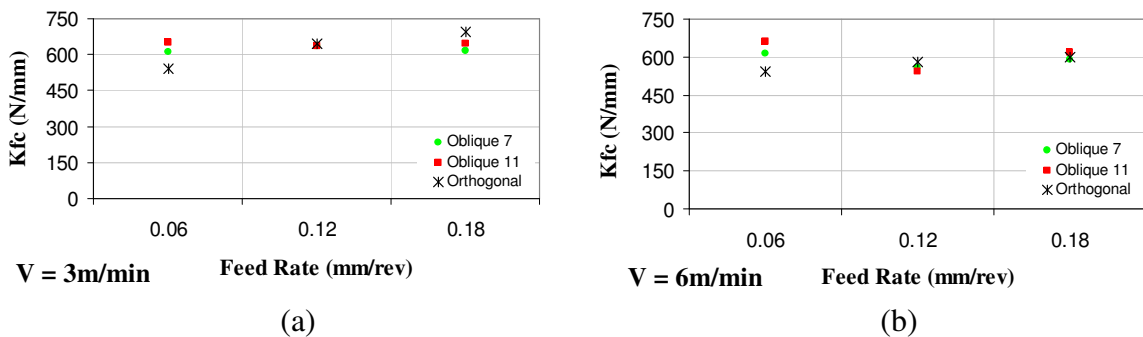 Kfc (N/mm)
750
600
450
300
150
0
Oblique 7
Oblique 11
Orthogonal
0.06 0.12 0.18
V = 3m/min Feed Rate (mm/rev)
(a)
Kfc (N/mm)
750
600
450
300
150
0
Oblique 7
Oblique 11
Orthogonal
0.06 0.12 0.18
V = 6m/min Feed Rate (mm/rev)
(b)